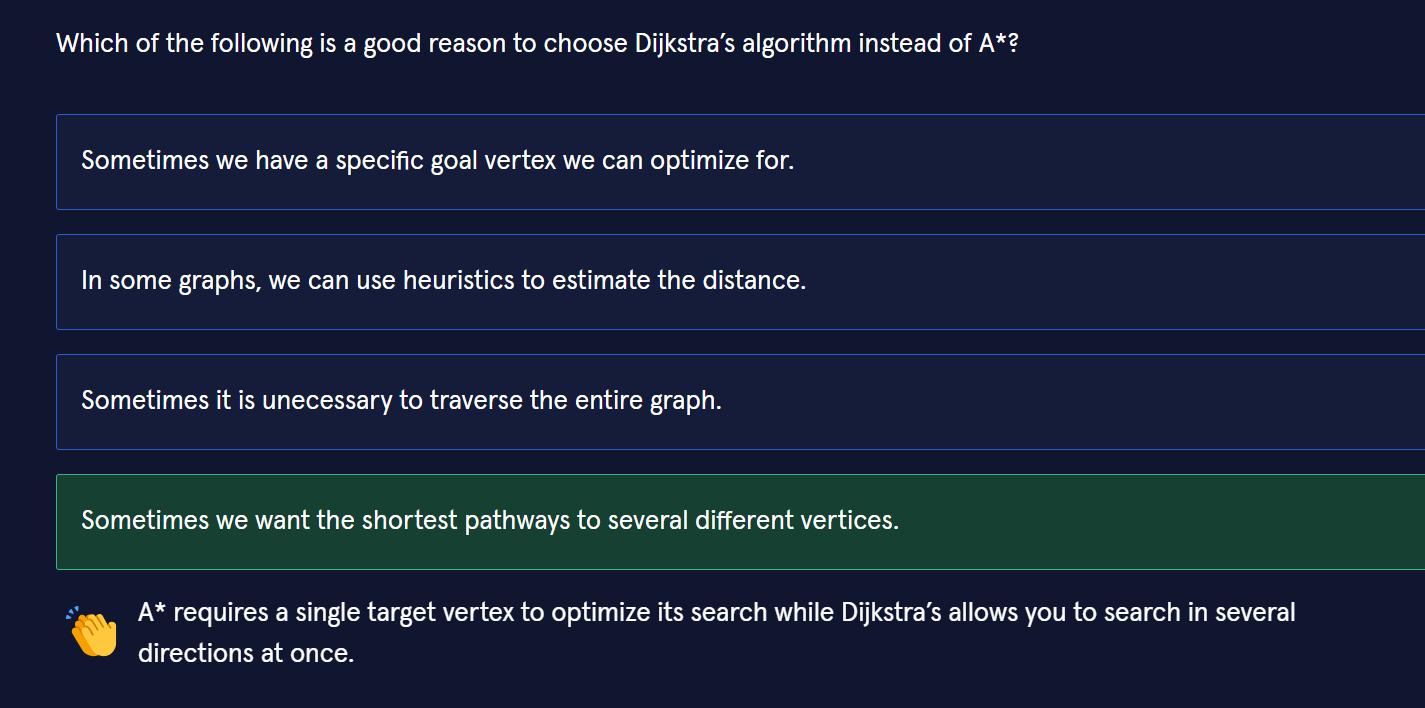 Which of the following is a good reason to choose Dijkstra’s algorithm instead of A*?
Sometimes we have a specific goal vertex we can optimize for.
In some graphs, we can use heuristics to estimate the distance.
Sometimes it is unecessary to traverse the entire graph.
Sometimes we want the shortest pathways to several different vertices.
A* requires a single target vertex to optimize its search while Dijkstra’s allows you to search in several
directions at once.